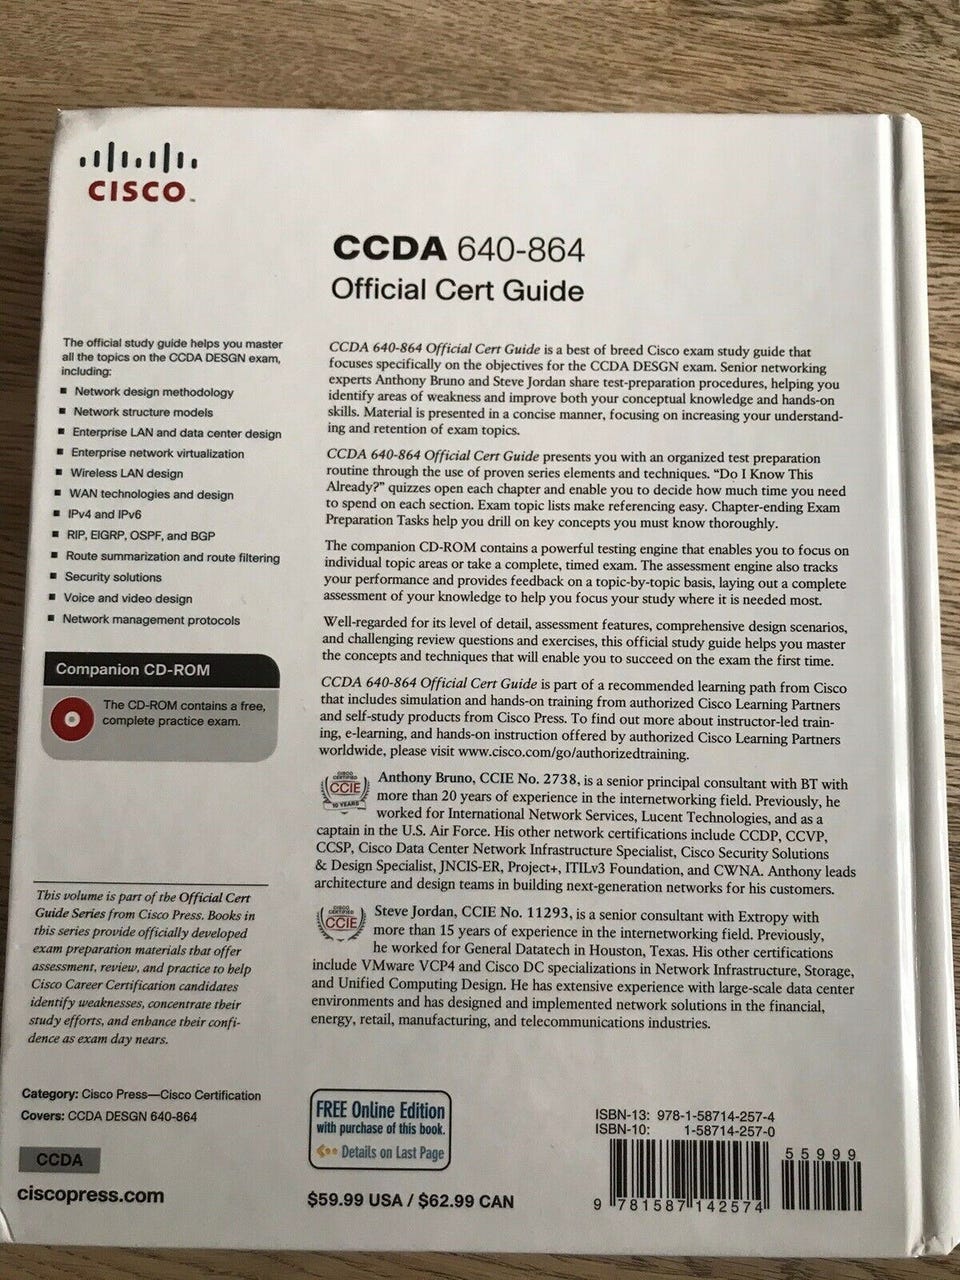 CISCO
CCDA 640-864
Official Cert Guide
The official study guide helps you master
all the topics on the CCDA DESGN exam,
including:
■ Network design methodology
■ Network structure models
■ Enterprise LAN and data center design
■ Enterprise network virtualization
■ Wireless LAN design
■ WAN technologies and design
■ IPv4 and IPv6
■ RIP, EIGRP, OSPF, and BGP
■ Route summarization and route filtering
■ Security solutions
■ Voice and video design
■ Network management protocols
Companion CD-ROM
The CD-ROM contains a free,
complete practice exam.
This volume is part of the Official Cert
Guide Series from Cisco Press. Books in
this series provide officially developed
exam preparation materials that offer
assessment, review, and practice to help
Cisco Career Certification candidates
identify weaknesses, concentrate their
study efforts, and enhance their confi-
dence as exam day nears.
Category: Cisco Press—Cisco Certification
Covers: CCDA DESGN 640-864
CCDA
ciscopress.com
CCDA 640-864 Official Cert Guide is a best of breed Cisco exam study guide that
focuses specifically on the objectives for the CCDA DESGN exam. Senior networking
experts Anthony Bruno and Steve Jordan share test-preparation procedures, helping you
identify areas of weakness and improve both your conceptual knowledge and hands-on
skills. Material is presented in a concise manner, focusing on increasing your understand-
ing and retention of exam topics.
CCDA 640-864 Official Cert Guide presents you with an organized test preparation
routine through the use of proven series elements and techniques. “Do I Know This
Already?” quizzes open each chapter and enable you to decide how much time you need
to spend on each section. Exam topic lists make referencing easy. Chapter-ending Exam
Preparation Tasks help you drill on key concepts you must know thoroughly.
The companion CD-ROM contains a powerful testing engine that enables you to focus on
individual topic areas or take a complete, timed exam. The assessment engine also tracks
your performance and provides feedback on a topic-by-topic basis, laying out a complete
assessment of your knowledge to help you focus your study where it is needed most.
Well-regarded for its level of detail, assessment features, comprehensive design scenarios,
and challenging review questions and exercises, this official study guide helps you master
the concepts and techniques that will enable you to succeed on the exam the first time.
CCDA 640-864 Official Cert Guide is part of a recommended learning path from Cisco
that includes simulation and hands-on training from authorized Cisco Learning Partners
and self-study products from Cisco Press. To find out more about instructor-led train-
ing, e-learning, and hands-on instruction offered by authorized Cisco Learning Partners
worldwide, please visit www.cisco.com/go/authorizedtraining.
CISCO
CERTIFIED
CCIE
10 YEARS
Anthony Bruno, CCIE No. 2738, is a senior principal consultant with BT with
more than 20 years of experience in the internetworking field. Previously, he
worked for International Network Services, Lucent Technologies, and as a
captain in the U.S. Air Force. His other network certifications include CCDP, CCVP,
CCSP, Cisco Data Center Network Infrastructure Specialist, Cisco Security Solutions
& Design Specialist, JNCIS-ER, Project+, ITILv3 Foundation, and CWNA. Anthony leads
architecture and design teams in building next-generation networks for his customers.
CISCO
CERTIFIED
CCIE
Steve Jordan, CCIE No. 11293, is a senior consultant with Extropy with
more than 15 years of experience in the internetworking field. Previously,
he worked for General Datatech in Houston, Texas. His other certifications
include VMware VCP4 and Cisco DC specializations in Network Infrastructure, Storage,
and Unified Computing Design. He has extensive experience with large-scale data center
environments and has designed and implemented network solutions in the financial,
energy, retail, manufacturing, and telecommunications industries.
FREE Online Edition
with purchase of this book.
Details on Last Page
$59.99 USA / $62.99 CAN
ISBN-13: 978-1-58714-257-4
ISBN-10: 1-58714-257-0
55999
9 781587 142574